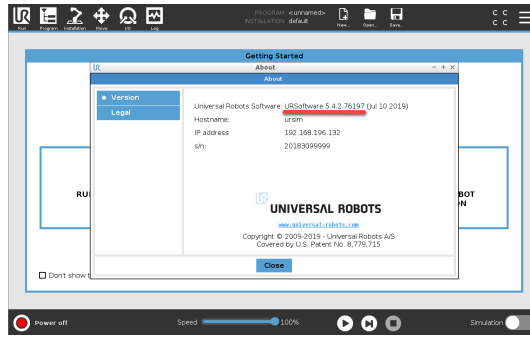 PROGRAM <unnamed>
INSTALLATION default
Run Program Installation Move I/O Log
New... Open... Save...
C C
C C
Getting Started
About
About
Version
Legal
Universal Robots Software: URSoftware 5.4.2.76197 (Jul 10 2019)
Hostname: ursim
IP address 192.168.196.132
s/n: 20183099999
RU
BOT
ON
UNIVERSAL ROBOTS
www.universal-robots.com
Copyright © 2009-2019 - Universal Robots A/S
Covered by U.S. Patent No. 8,779,715
Don't show t
Close
Power off
Speed 100%
Simulation